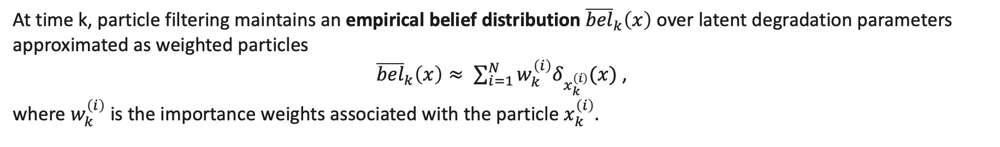 At time k, particle filtering maintains an empirical belief distribution $\overline{bel}_k(x)$ over latent degradation parameters
approximated as weighted particles
$\overline{bel}_k(x) \approx \sum_{i=1}^{N} w_k^{(i)} \delta_{x_k^{(i)}}(x)$ ,
where $w_k^{(i)}$ is the importance weights associated with the particle $x_k^{(i)}$.